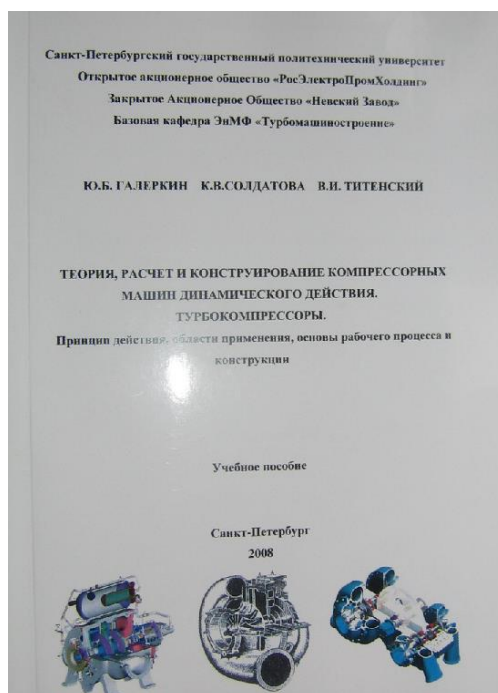 Санкт-Петербургский государственный политехнический университет
Открытое акционерное общество «РосЭлектроПромХолдинг»
Закрытое Акционерное Общество «Невский Завод»
Базовая кафедра ЭнМФ «Турбомашиностроение»
Ю.Б. ГАЛЕРКИН К.В.СОЛДАТОВА В.И. ТИТЕНСКИЙ
ТЕОРИЯ, РАСЧЕТ И КОНСТРУИРОВАНИЕ КОМПРЕССОРНЫХ
МАШИН ДИНАМИЧЕСКОГО ДЕЙСТВИЯ.
ТУРБОКОМПРЕССОРЫ.
Принцип действия, области применения, основы рабочего процесса и
конструкции
Учебное пособие
Санкт-Петербург
2008